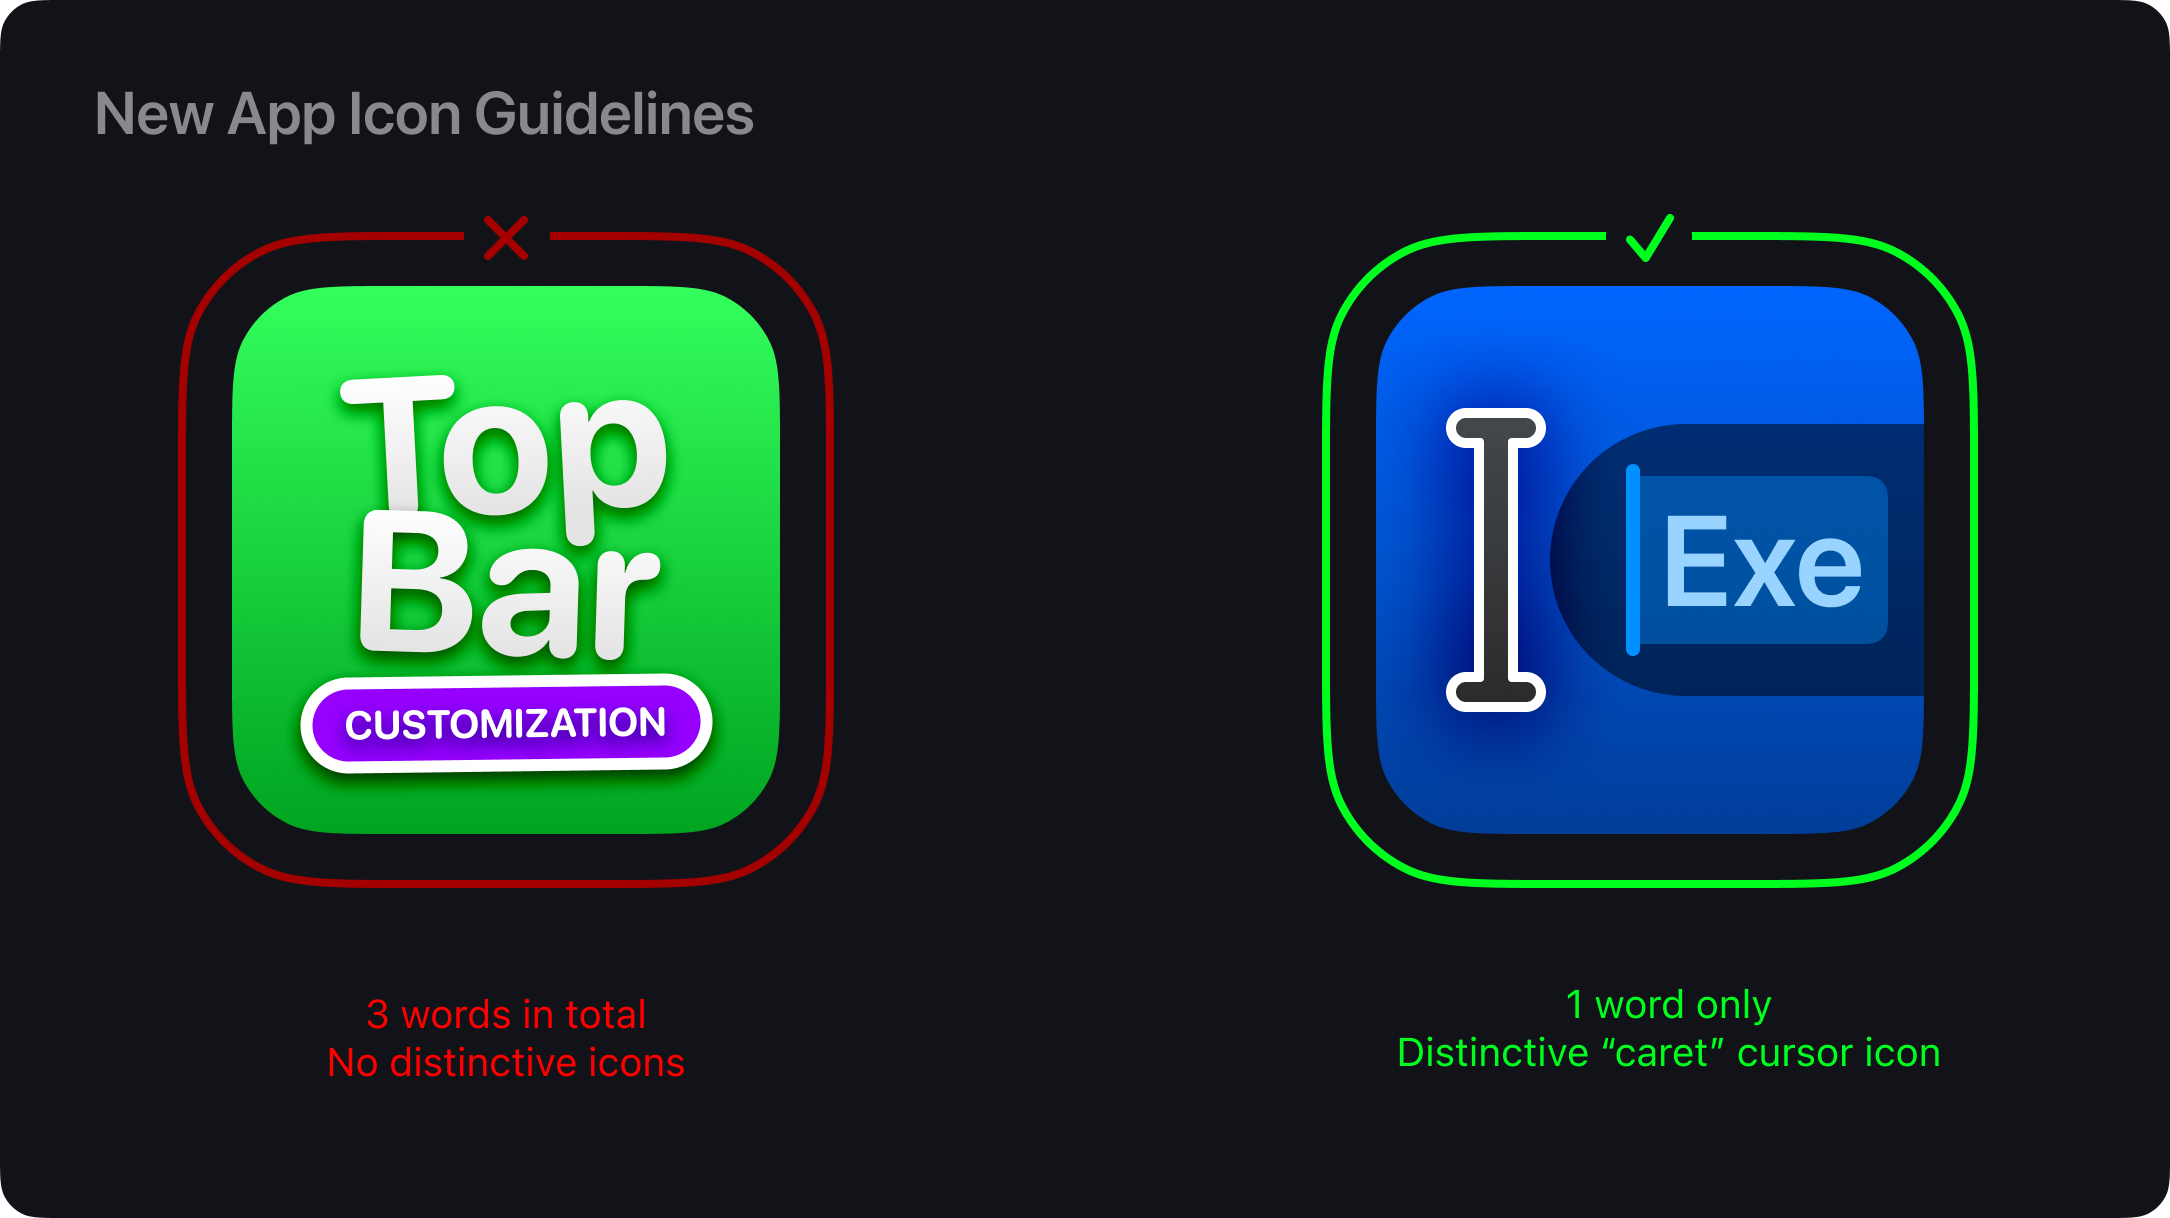 New App Icon Guidelines
Top
Bar
CUSTOMIZATION
Exe
3 words in total
No distinctive icons
1 word only
Distinctive “caret” cursor icon